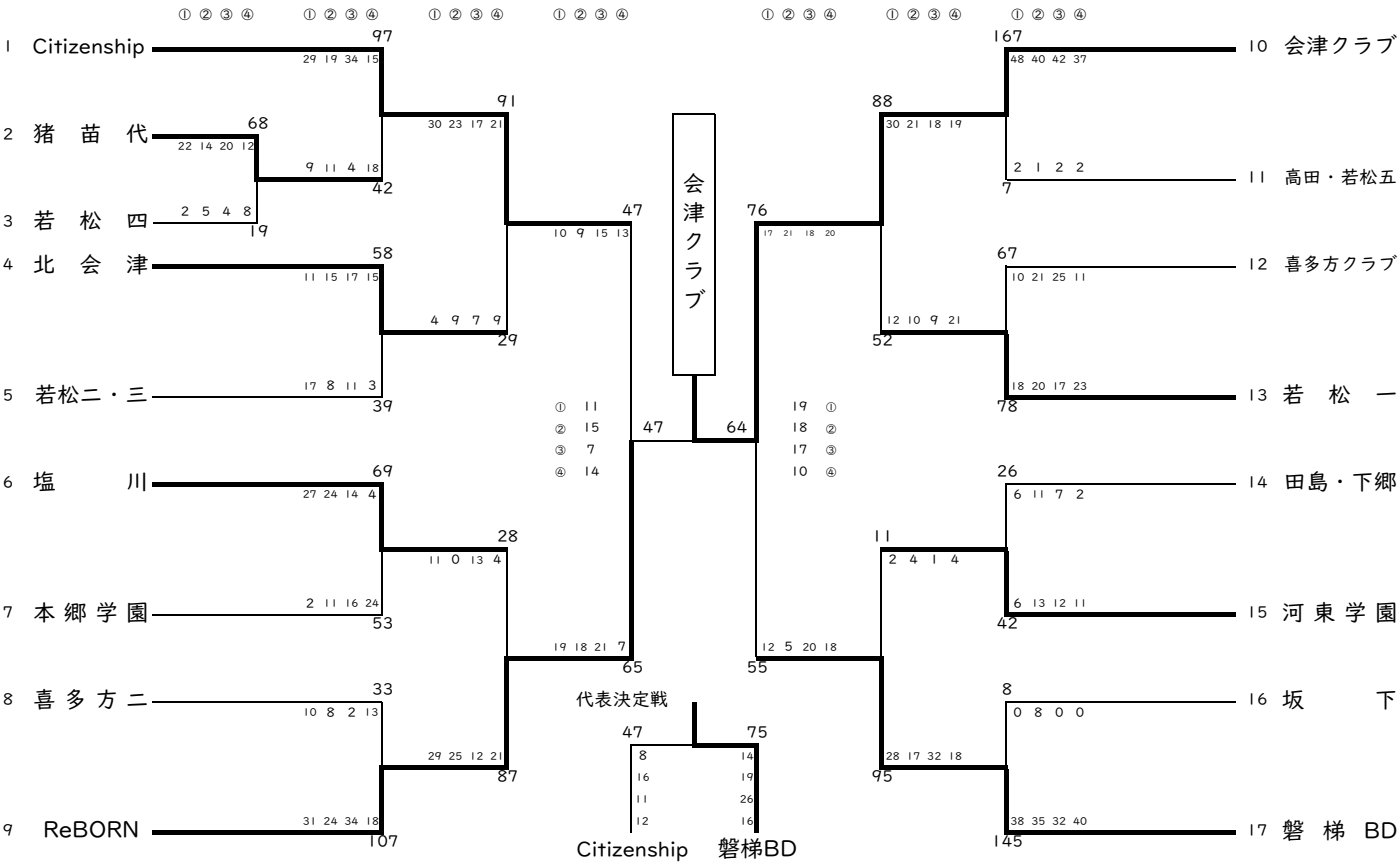 ① ② ③ ④ ① ② ③ ④ ① ② ③ ④ ① ② ③ ④ ① ② ③ ④ ① ② ③ ④ ① ② ③ ④
97 167
1 Citizenship 10 会津クラブ
29 19 34 15 48 40 42 37
91 88
68 30 23 17 21 30 21 18 19
2 猪苗代
22 14 20 12
9 11 4 18 2 1 2 2
42 7 11 高田・若松五
会津クラブ
2 5 4 8 47 76
3 若松四 19
10 9 15 13 17 21 18 20
58 67
4 北会津 12 喜多方クラブ
11 15 17 15 10 21 25 11
4 9 7 9 12 10 9 21
29 52
17 8 11 3 18 20 17 23
5 若松二・三 13 若松一
39 78
① 11 19 ①
② 15 47 64 18 ②
③ 7 17 ③
④ 14 10 ④
69 26
6 塩川 14 田島・下郷
27 24 14 4 6 11 7 2
28 11
11 0 13 4 2 4 1 4
2 11 16 24 6 13 12 11
7 本郷学園 15 河東学園
53 42
19 18 21 7 12 5 20 18
65 55
33 8
8 喜多方二 代表決定戦 16 坂下
10 8 2 13 0 8 0 0
47 75
29 25 12 21 8 14 28 17 32 18
87 16 19 95
11 26
31 24 34 18 12 16 38 35 32 40
9 ReBORN 17 磐梯BD
107 145
Citizenship 磐梯BD